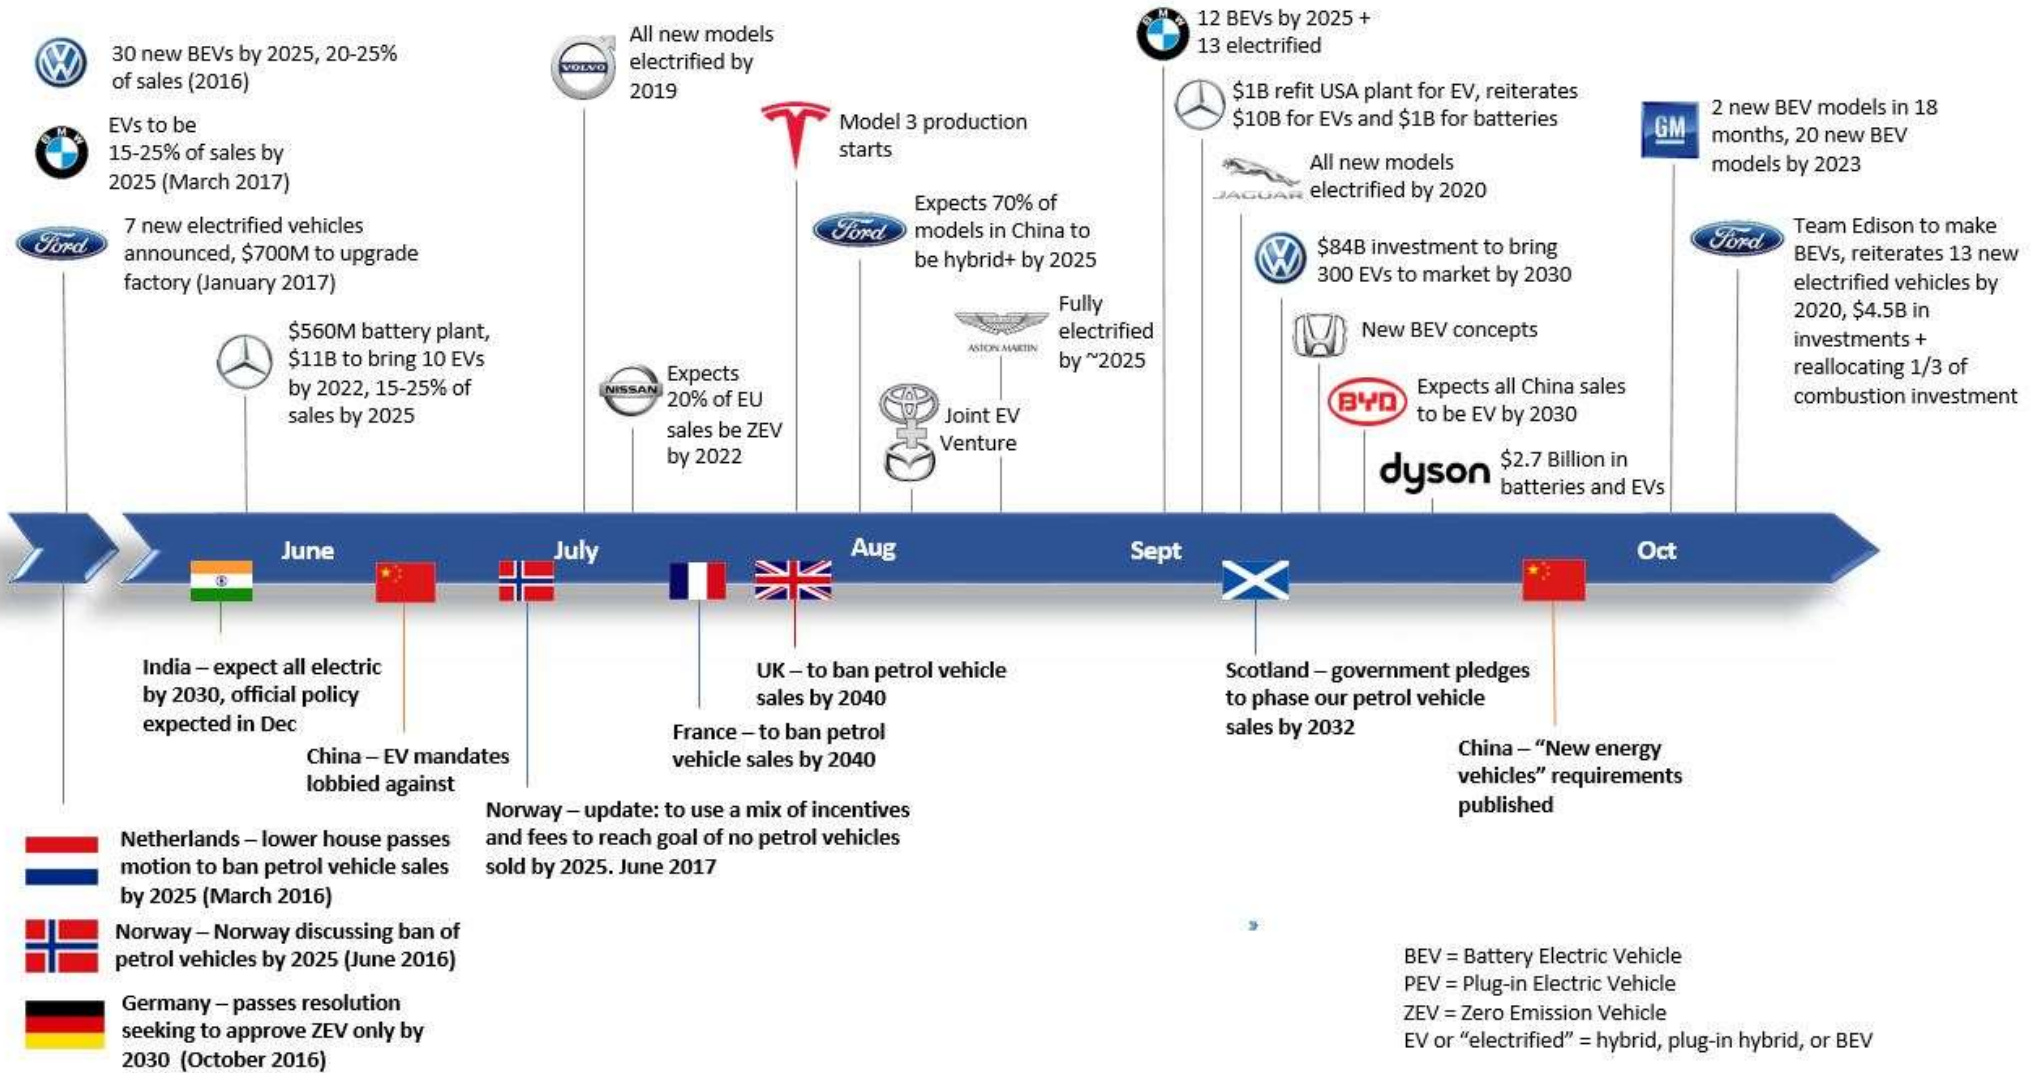 30 new BEVs by 2025, 20-25%
of sales (2016)
BMW
EVs to be
15-25% of sales by
2025 (March 2017)
Ford
7 new electrified vehicles
announced, $700M to upgrade
factory (January 2017)
$560M battery plant,
$11B to bring 10 EVs
by 2022, 15-25% of
sales by 2025
VOLVO
All new models
electrified by
2019
NISSAN
Expects
20% of EU
sales be ZEV
by 2022
Model 3 production
starts
Ford
Expects 70% of
models in China to
be hybrid+ by 2025
ASTON MARTIN
Fully
electrified
by ~2025
Joint EV
Venture
BMW
12 BEVs by 2025 +
13 electrified
$1B refit USA plant for EV, reiterates
$10B for EVs and $1B for batteries
JAGUAR
All new models
electrified by 2020
$84B investment to bring
300 EVs to market by 2030
New BEV concepts
BYD
Expects all China sales
to be EV by 2030
dyson
$2.7 Billion in
batteries and EVs
GM
2 new BEV models in 18
months, 20 new BEV
models by 2023
Ford
Team Edison to make
BEVs, reiterates 13 new
electrified vehicles by
2020, $4.5B in
investments +
reallocating 1/3 of
combustion investment
June
July
Aug
Sept
Oct
India – expect all electric
by 2030, official policy
expected in Dec
China – EV mandates
lobbied against
Norway – update: to use a mix of incentives
and fees to reach goal of no petrol vehicles
sold by 2025. June 2017
France – to ban petrol
vehicle sales by 2040
UK – to ban petrol vehicle
sales by 2040
Scotland – government pledges
to phase our petrol vehicle
sales by 2032
China – “New energy
vehicles” requirements
published
Netherlands – lower house passes
motion to ban petrol vehicle sales
by 2025 (March 2016)
Norway – Norway discussing ban of
petrol vehicles by 2025 (June 2016)
Germany – passes resolution
seeking to approve ZEV only by
2030 (October 2016)
BEV = Battery Electric Vehicle
PEV = Plug-in Electric Vehicle
ZEV = Zero Emission Vehicle
EV or “electrified” = hybrid, plug-in hybrid, or BEV